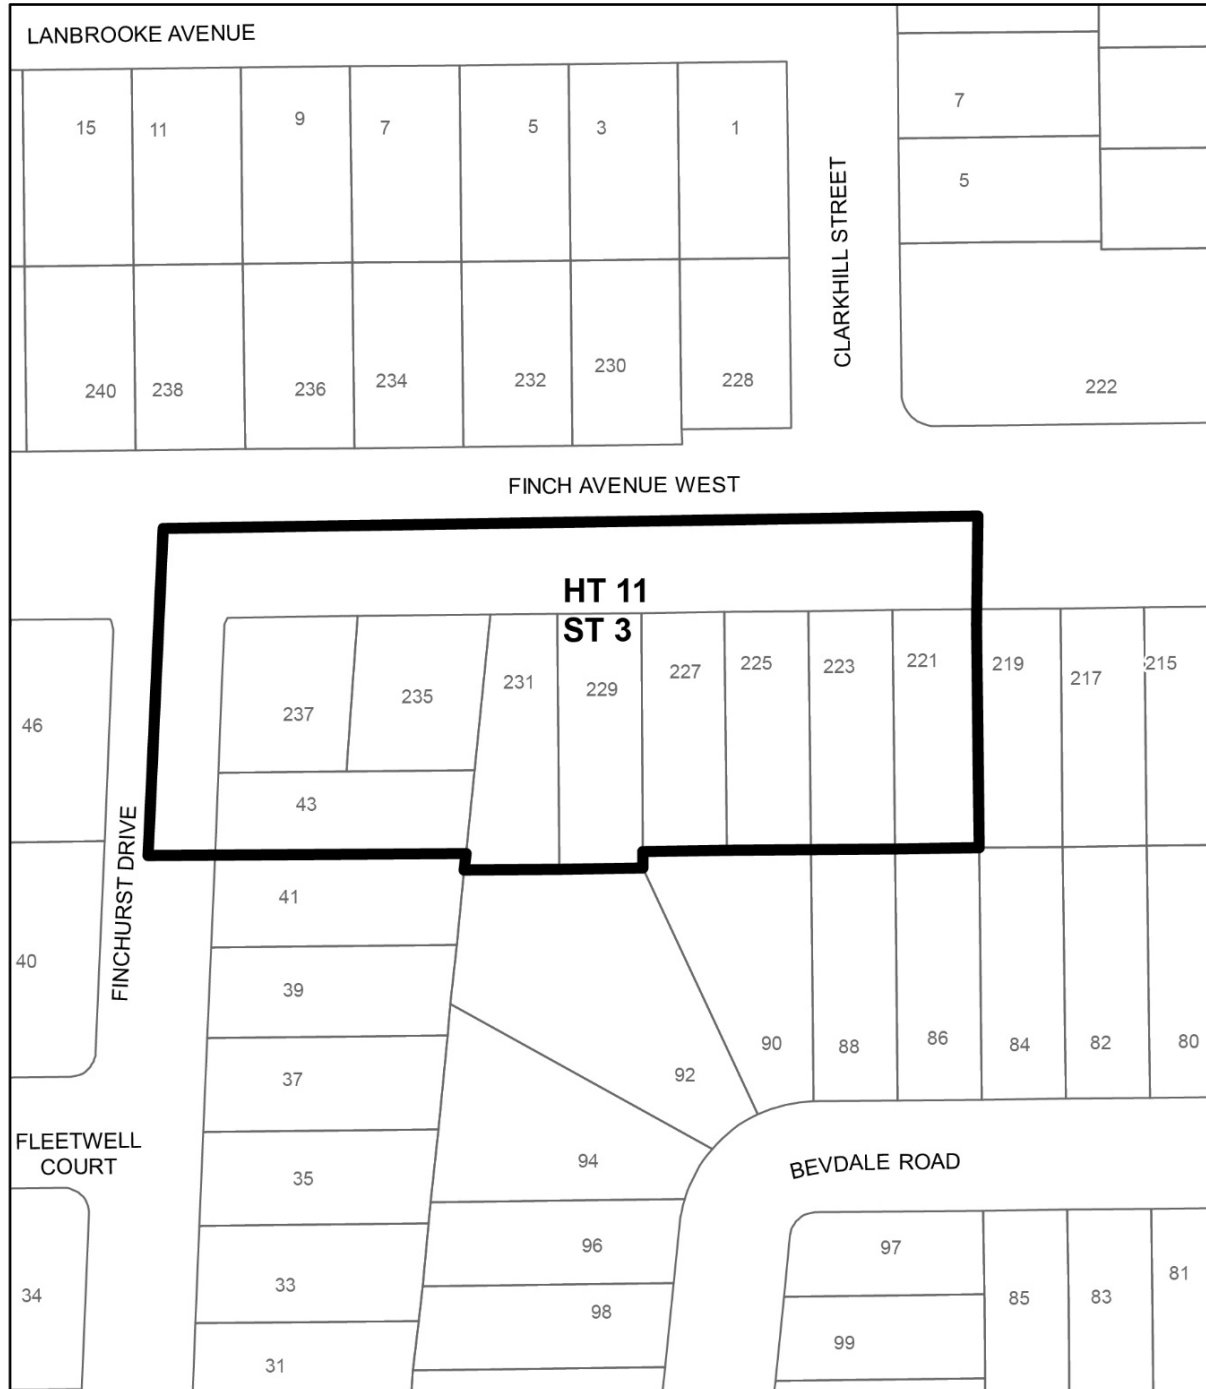 LANBROOKE AVENUE
15 11 9 7 5 3 1
7
5
CLARKHILL STREET
240 238 236 234 232 230 228
222
FINCH AVENUE WEST
HT 11
ST 3
237 235 231 229 227 225 223 221 219 217 215
46
43
FINCHURST DRIVE
41
40
39
37
90 88 86 84 82 80
92
FLEETWELL
COURT
94
BEVDALE ROAD
35
96
97
33
34
98
85 83 81
99
31